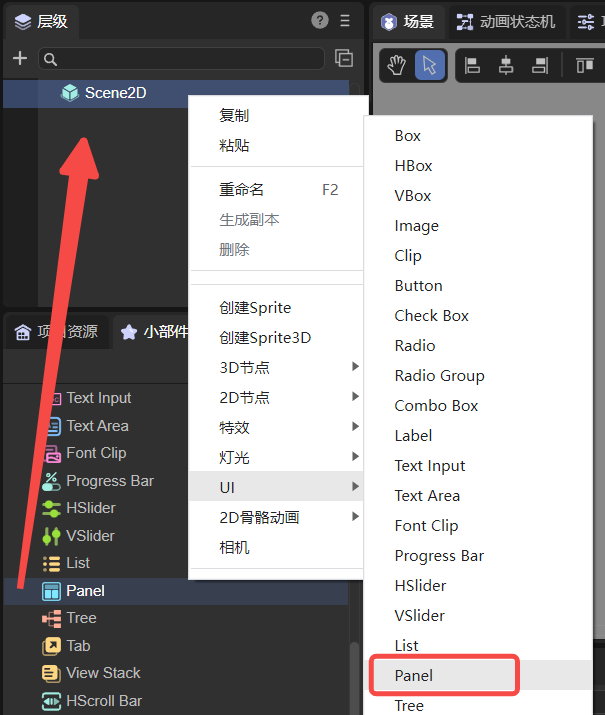 层级
场景
动画状态机
Scene2D
复制
粘贴
重命名 F2
生成副本
删除
创建Sprite
创建Sprite3D
3D节点
2D节点
特效
灯光
UI
2D骨骼动画
相机
Box
HBox
VBox
Image
Clip
Button
Check Box
Radio
Radio Group
Combo Box
Label
Text Input
Text Area
Font Clip
Progress Bar
HSlider
VSlider
List
Panel
Tree
项目资源
小部件
Text Input
Text Area
Font Clip
Progress Bar
HSlider
VSlider
List
Panel
Tree
Tab
View Stack
HScroll Bar